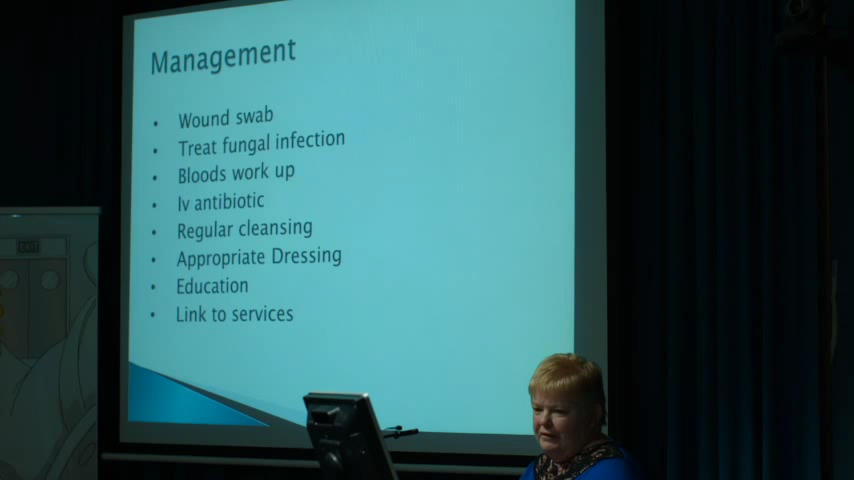 Management
• Wound swab
• Treat fungal infection
• Bloods work up
• Iv antibiotic
• Regular cleansing
• Appropriate Dressing
• Education
• Link to services